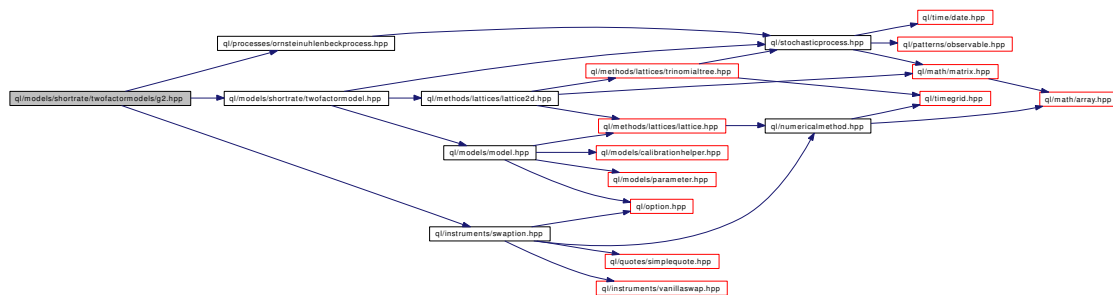 ql/time/date.hpp
ql/processes/ornsteinuhlenbeckprocess.hpp
ql/stochasticprocess.hpp
ql/patterns/observable.hpp
ql/methods/lattices/trinomialtree.hpp
ql/math/matrix.hpp
ql/models/shortrate/twofactormodels/g2.hpp
ql/models/shortrate/twofactormodel.hpp
ql/methods/lattices/lattice2d.hpp
ql/timegrid.hpp
ql/math/array.hpp
ql/methods/lattices/lattice.hpp
ql/numericalmethod.hpp
ql/models/model.hpp
ql/models/calibrationhelper.hpp
ql/models/parameter.hpp
ql/option.hpp
ql/instruments/swaption.hpp
ql/quotes/simplequote.hpp
ql/instruments/vanillaswap.hpp